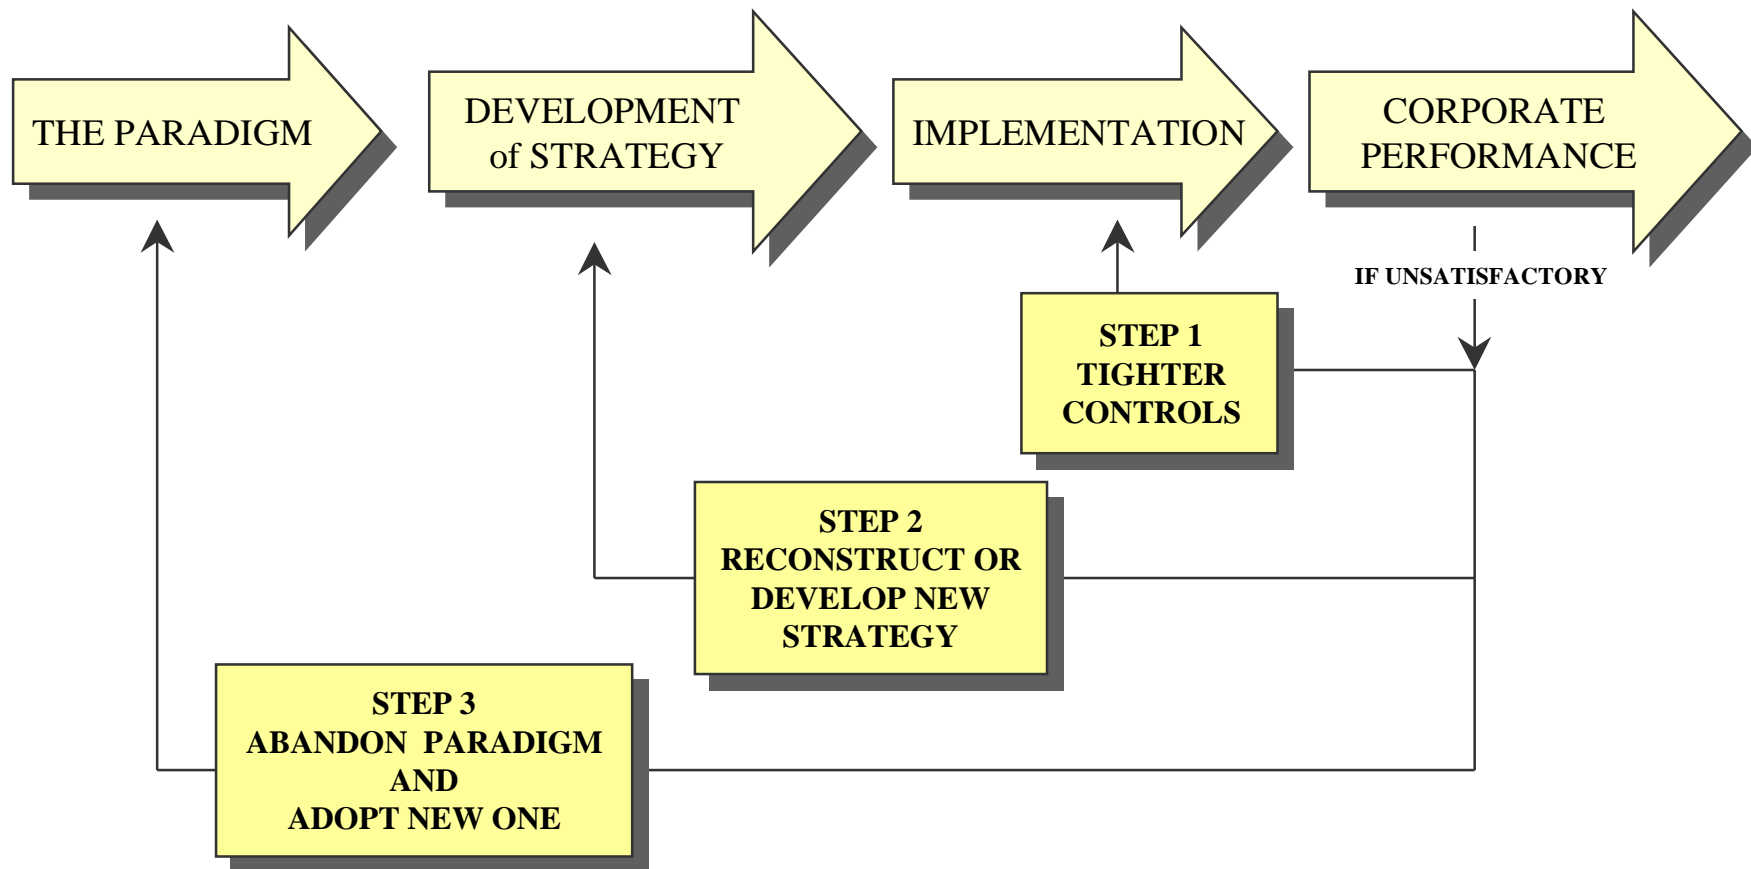 THE PARADIGM
DEVELOPMENT
of STRATEGY
IMPLEMENTATION
CORPORATE
PERFORMANCE
IF UNSATISFACTORY
STEP 1
TIGHTER
CONTROLS
STEP 2
RECONSTRUCT OR
DEVELOP NEW
STRATEGY
STEP 3
ABANDON  PARADIGM
AND
ADOPT NEW ONE